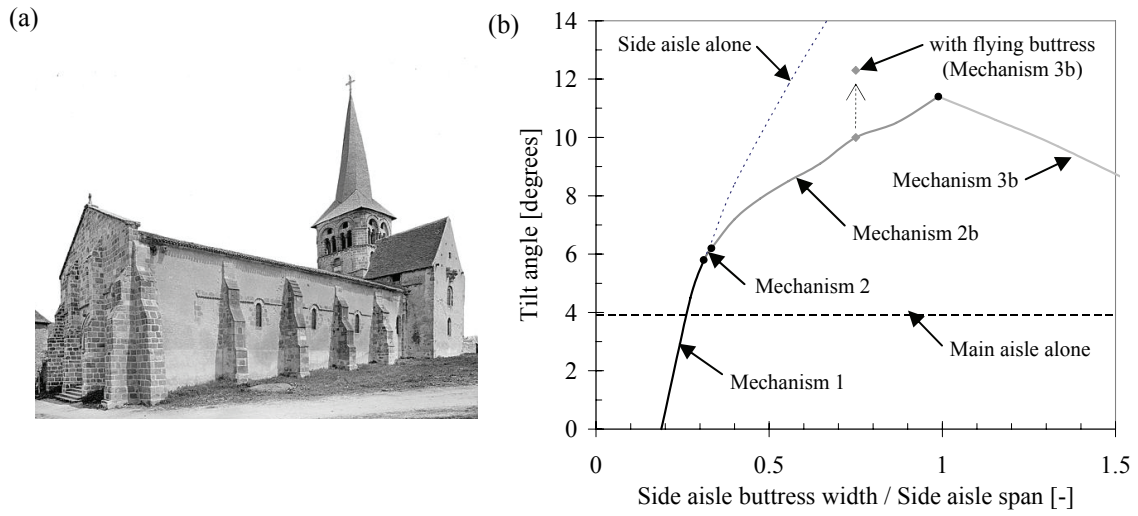 (a)
(b)
14
12
10
8
6
4
2
0
Tilt angle [degrees]
Side aisle alone
with flying buttress
(Mechanism 3b)
Mechanism 3b
Mechanism 2b
Mechanism 2
Main aisle alone
Mechanism 1
0
0.5
1
1.5
Side aisle buttress width / Side aisle span [-]